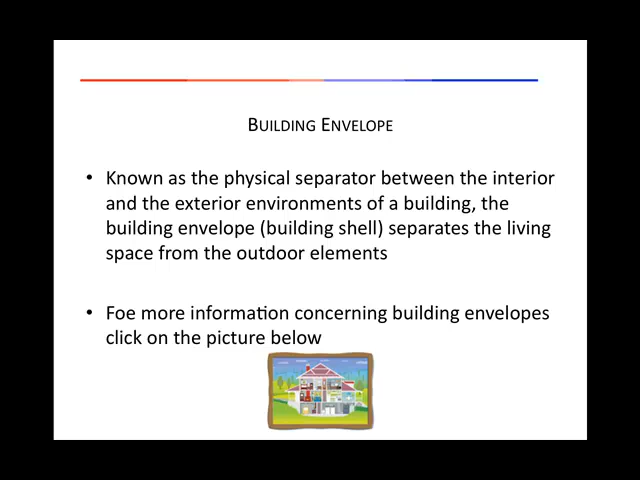 BUILDING ENVELOPE
• Known as the physical separator between the interior
and the exterior environments of a building, the
building envelope (building shell) separates the living
space from the outdoor elements
• Foe more information concerning building envelopes
click on the picture below